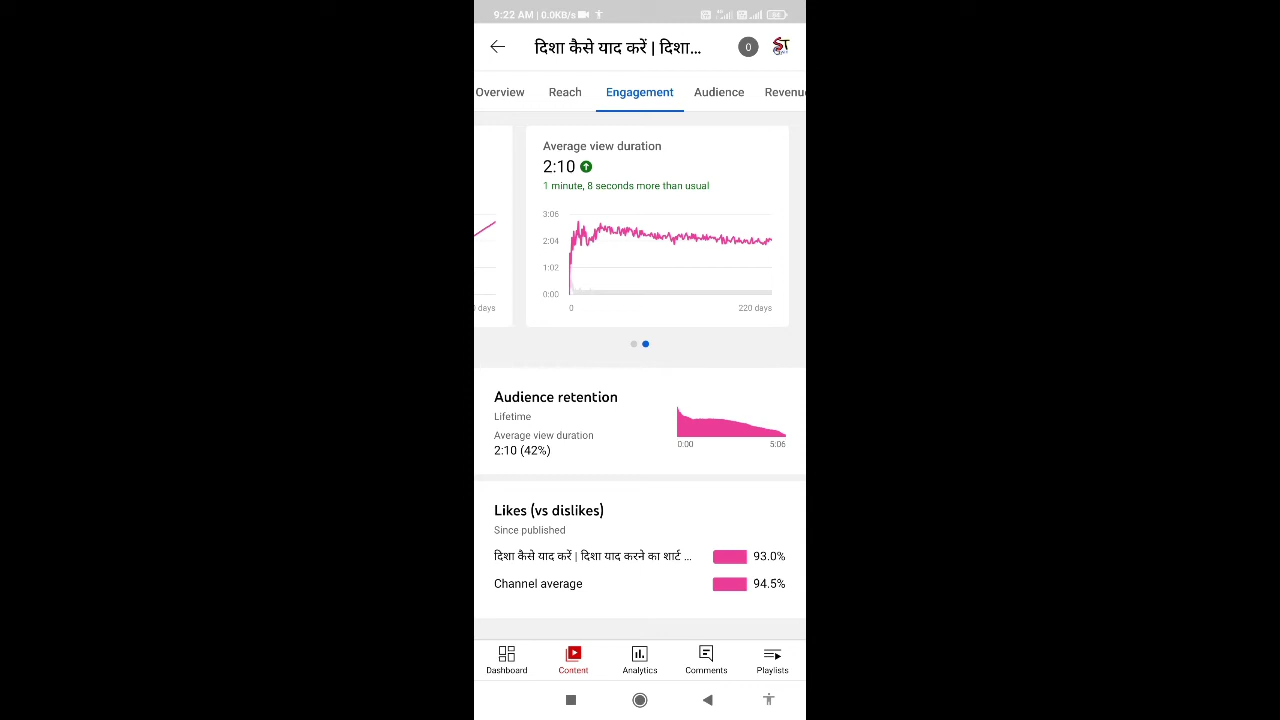 9:22 AM | 0.0KB/s
दिशा कैसे याद करें | दिशा...
0
Overview Reach Engagement Audience Revenu
Average view duration
2:10
1 minute, 8 seconds more than usual
3:06
2:04
1:02
0:00
0 220 days
days
Audience retention
Lifetime
Average view duration
2:10 (42%)
0:00 5:06
Likes (vs dislikes)
Since published
दिशा कैसे याद करें | दिशा याद करने का शार्ट ... 93.0%
Channel average 94.5%
Dashboard Content Analytics Comments Playlists